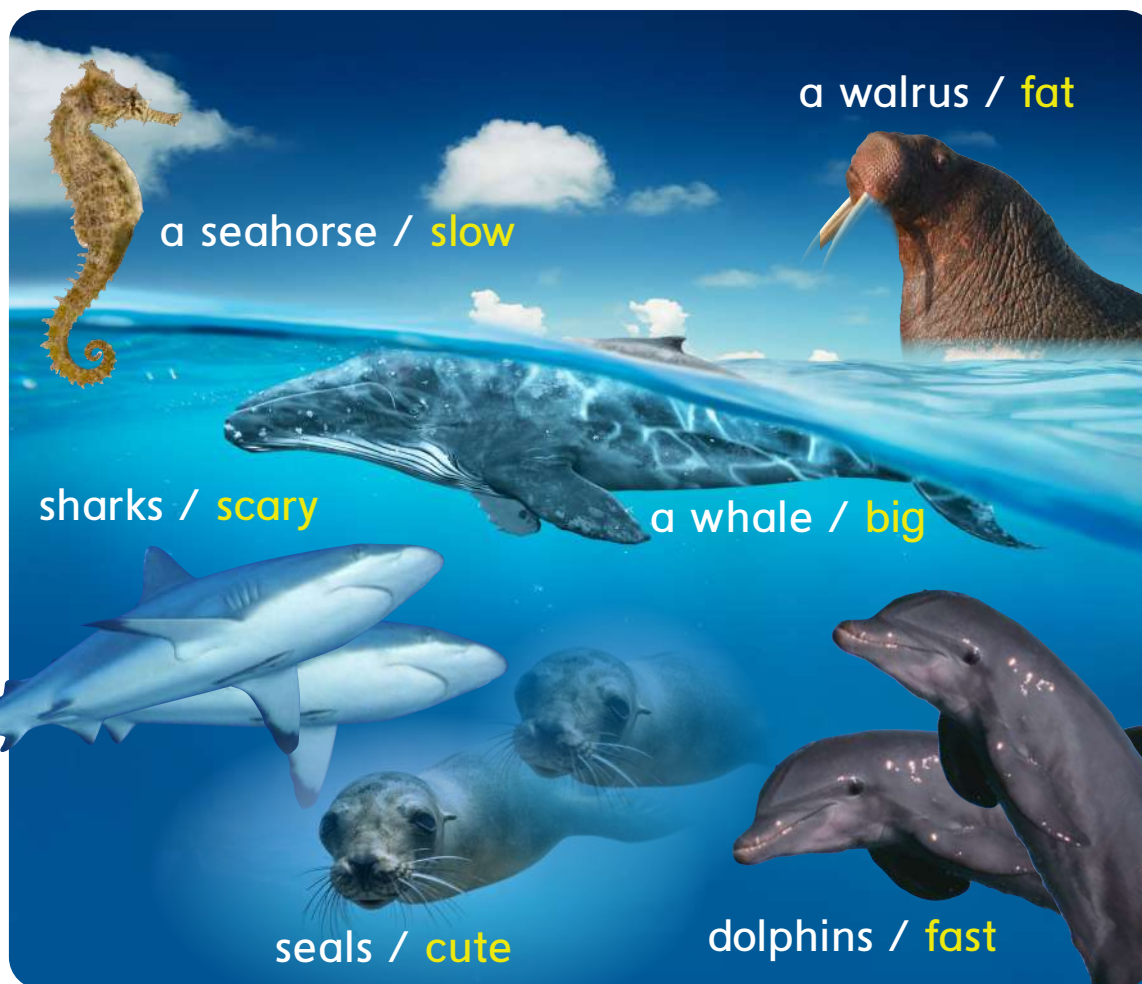 a walrus / fat
a seahorse / slow
sharks / scary
a whale / big
seals / cute
dolphins / fast